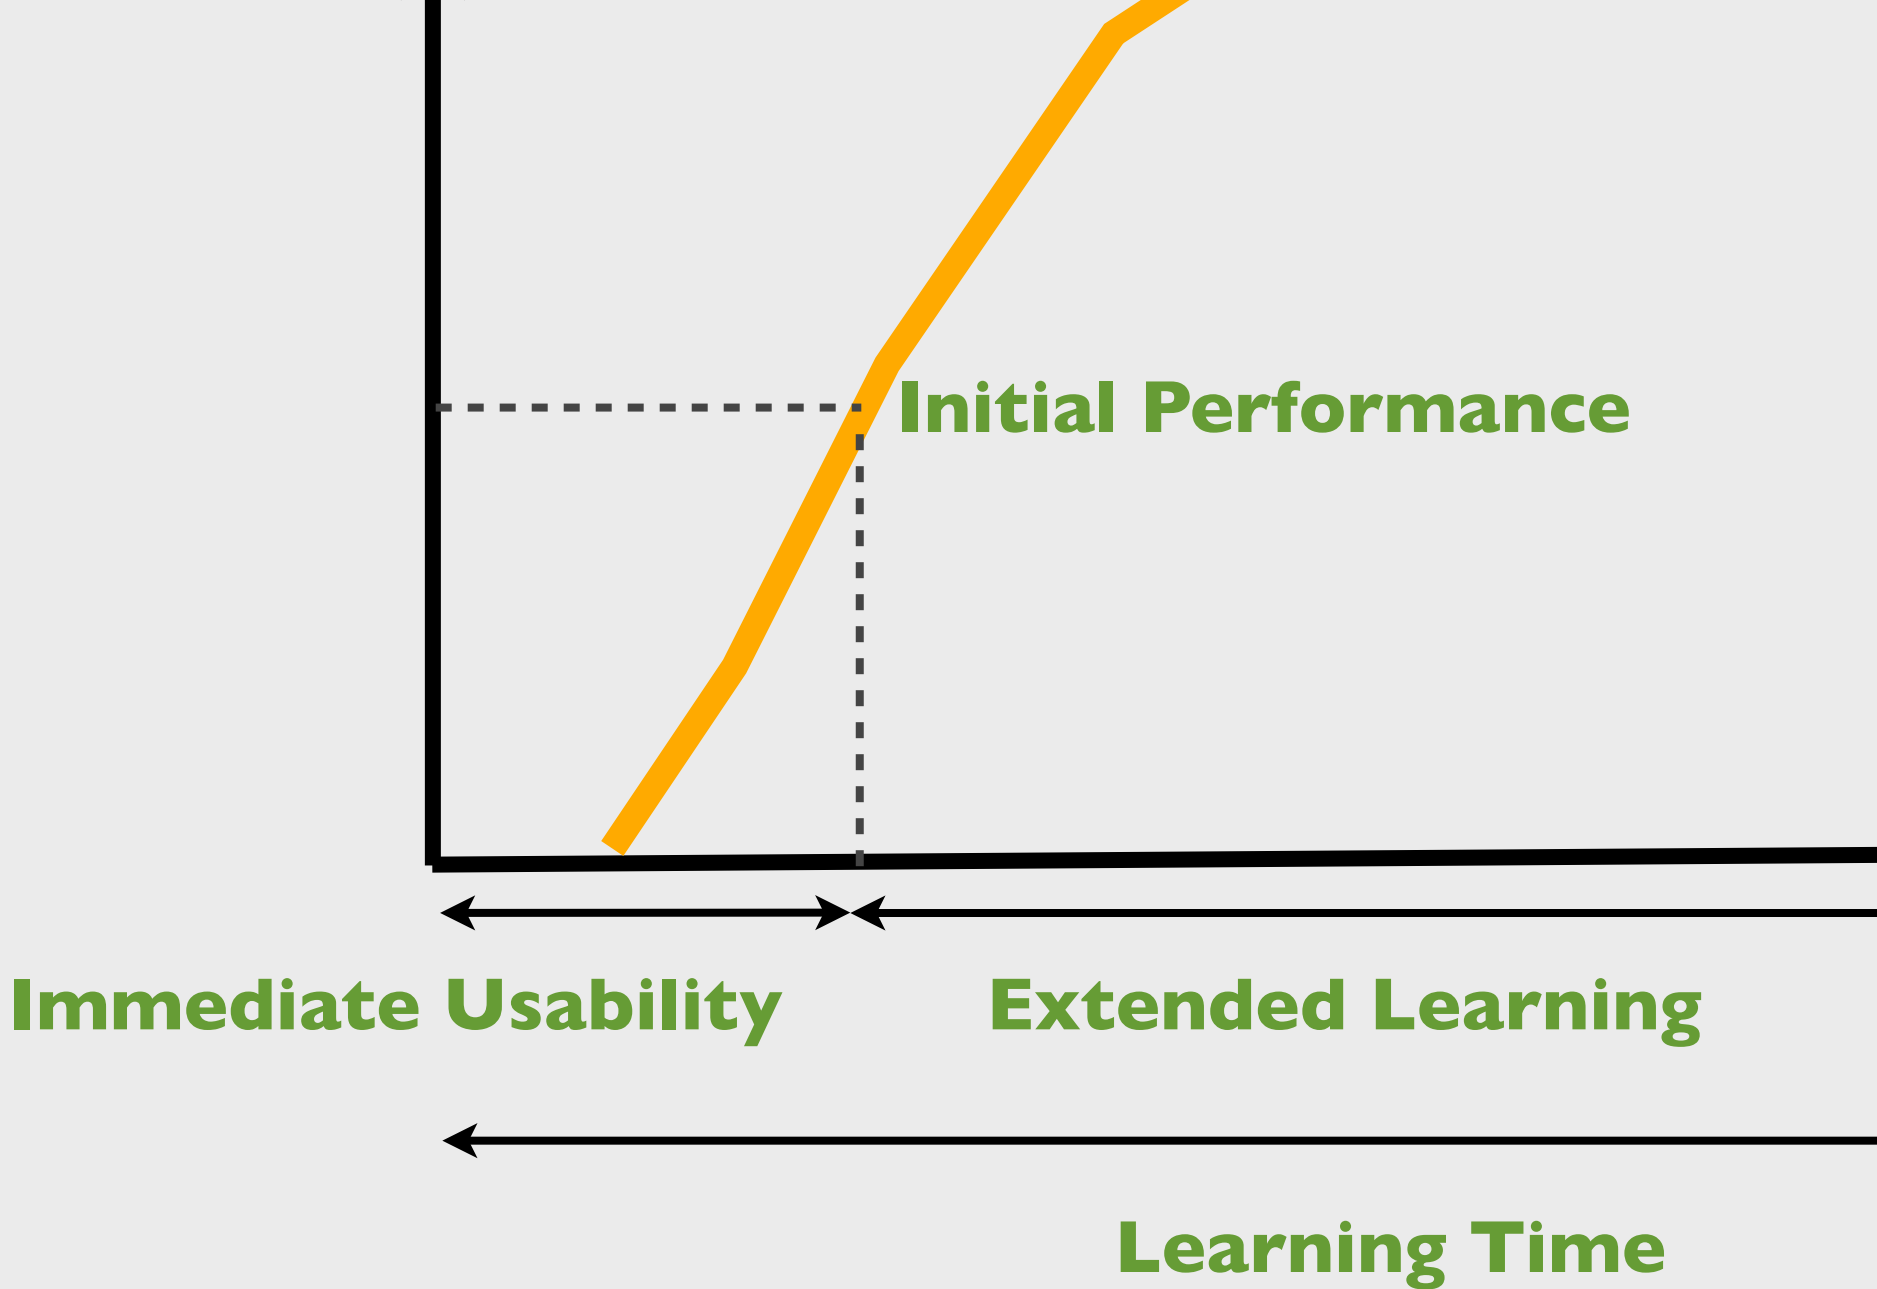 Initial Performance
Immediate Usability
Extended Learning
Learning Time